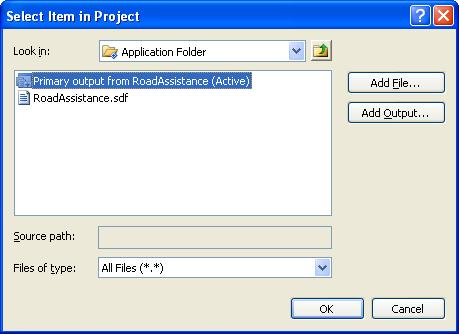 Select Item in Project
Look in: Application Folder
Primary output from RoadAssistance (Active)
RoadAssistance.sdf
Add File...
Add Output...
Source path:
Files of type: All Files (*.*)
OK Cancel